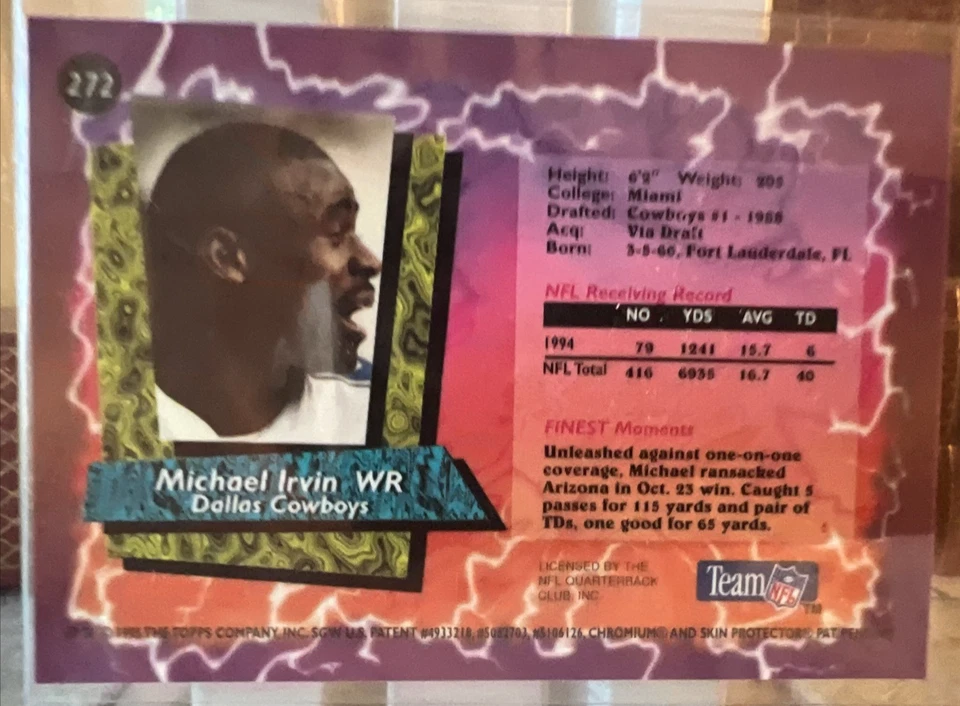 272
Michael Irvin WR
Dallas Cowboys
Height: 6'2" Weight: 205
College: Miami
Drafted: Cowboys #1 - 1988
Acq: Via Draft
Born: 3-5-66, Fort Lauderdale, FL
NFL Receiving Record
NO. YDS AVG TD
1994 79 1241 15.7 6
NFL Total 416 6935 16.7 40
FINEST Moments
Unleashed against one-on-one
coverage, Michael ransacked
Arizona in Oct. 23 win. Caught 5
passes for 115 yards and pair of
TDs, one good for 65 yards.
LICENSED BY THE
NFL QUARTERBACK
CLUB, INC.
Team NFL TM
THE TOPPS COMPANY, INC. SGW U.S. PATENT #4933218, #5082703, #5106126, CHROMIUM® AND SKIN PROTECTOR® PAT.